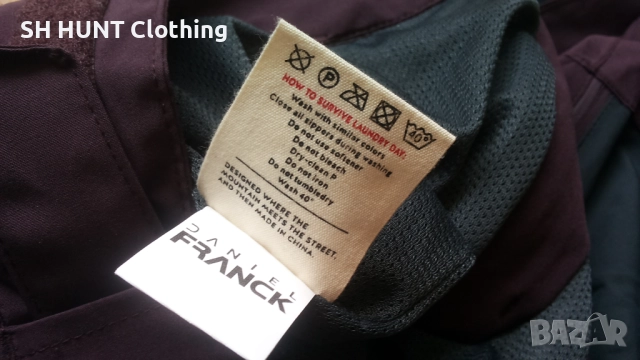 SH HUNT Clothing
P 40°
HOW TO SURVIVE LAUNDRY DAY:
Wash with similar colors
Close all zippers during washing
Do not use softener
Do not bleach
Dry-clean P
Do not iron
Do not tumbledry
Wash 40°
DESIGNED WHERE THE
MOUNTAIN MEETS THE STREET.
AND THEN MADE IN CHINA.
DANIEL
FRANCK
BAZAR